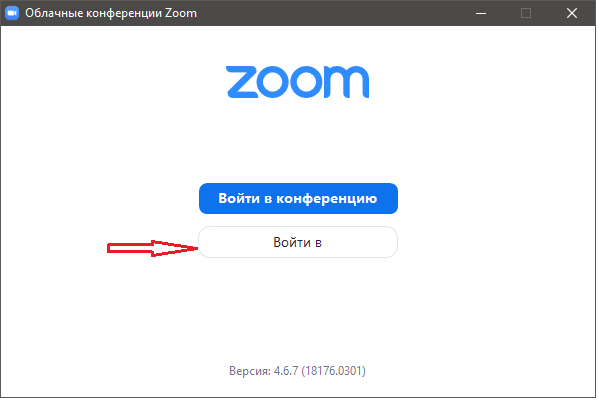 Облачные конференции Zoom
zoom
Войти в конференцию
Войти в
Версия: 4.6.7 (18176.0301)